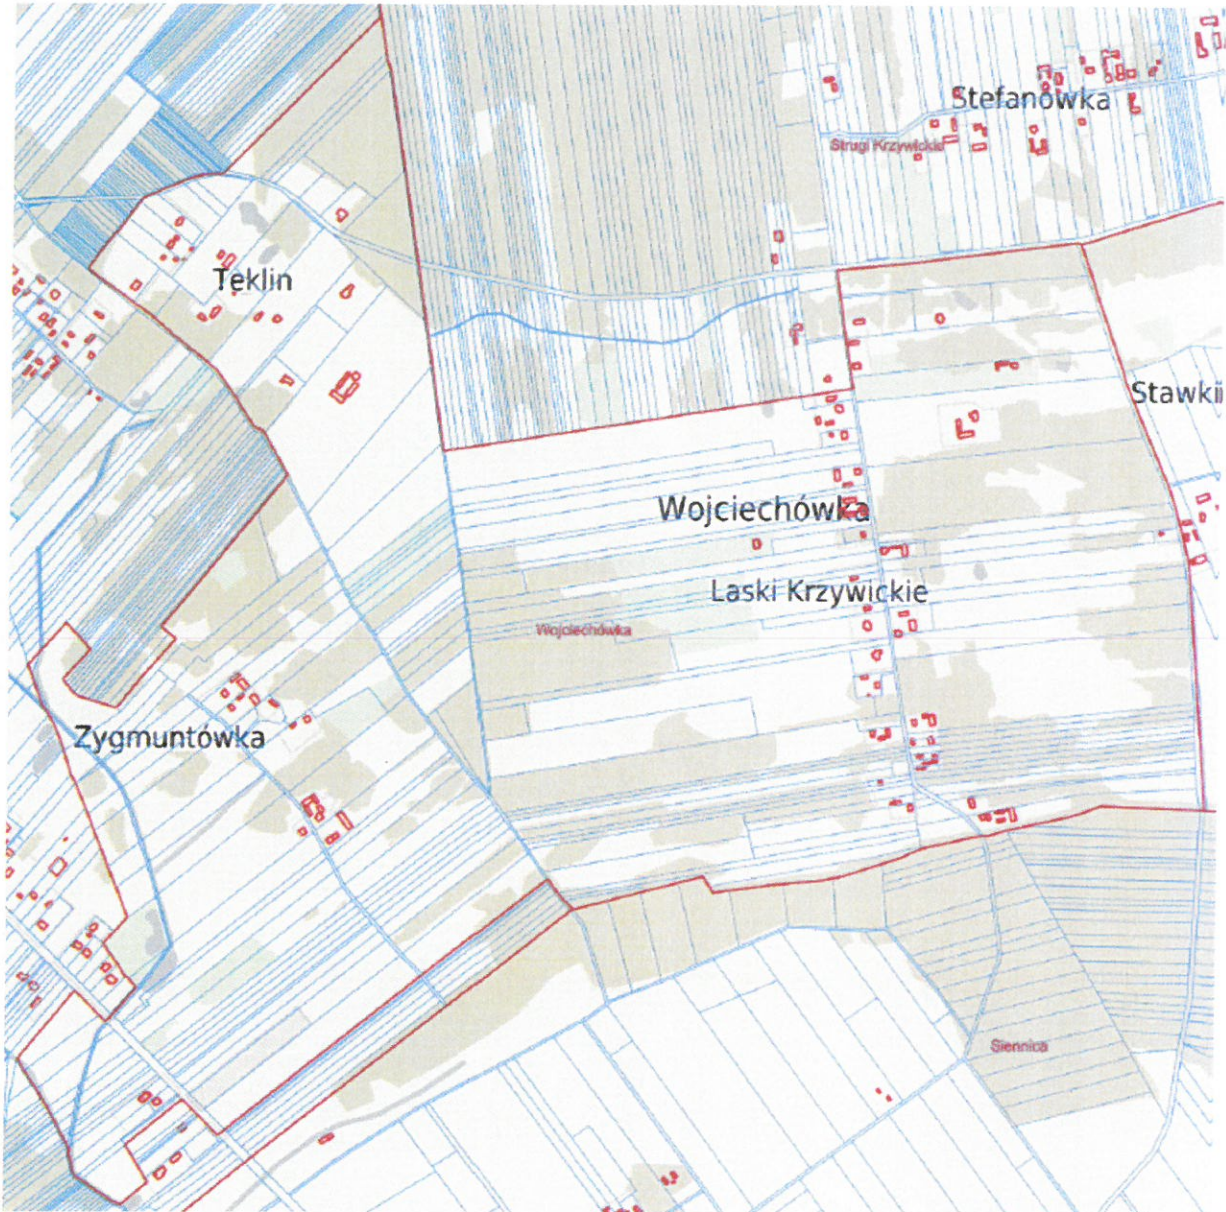 Stefanówka
Strugi Krzywickie
Teklin
Stawki
Wojciechówka
Laski Krzywickie
Wojciechówka
Zygmuntówka
Siennica